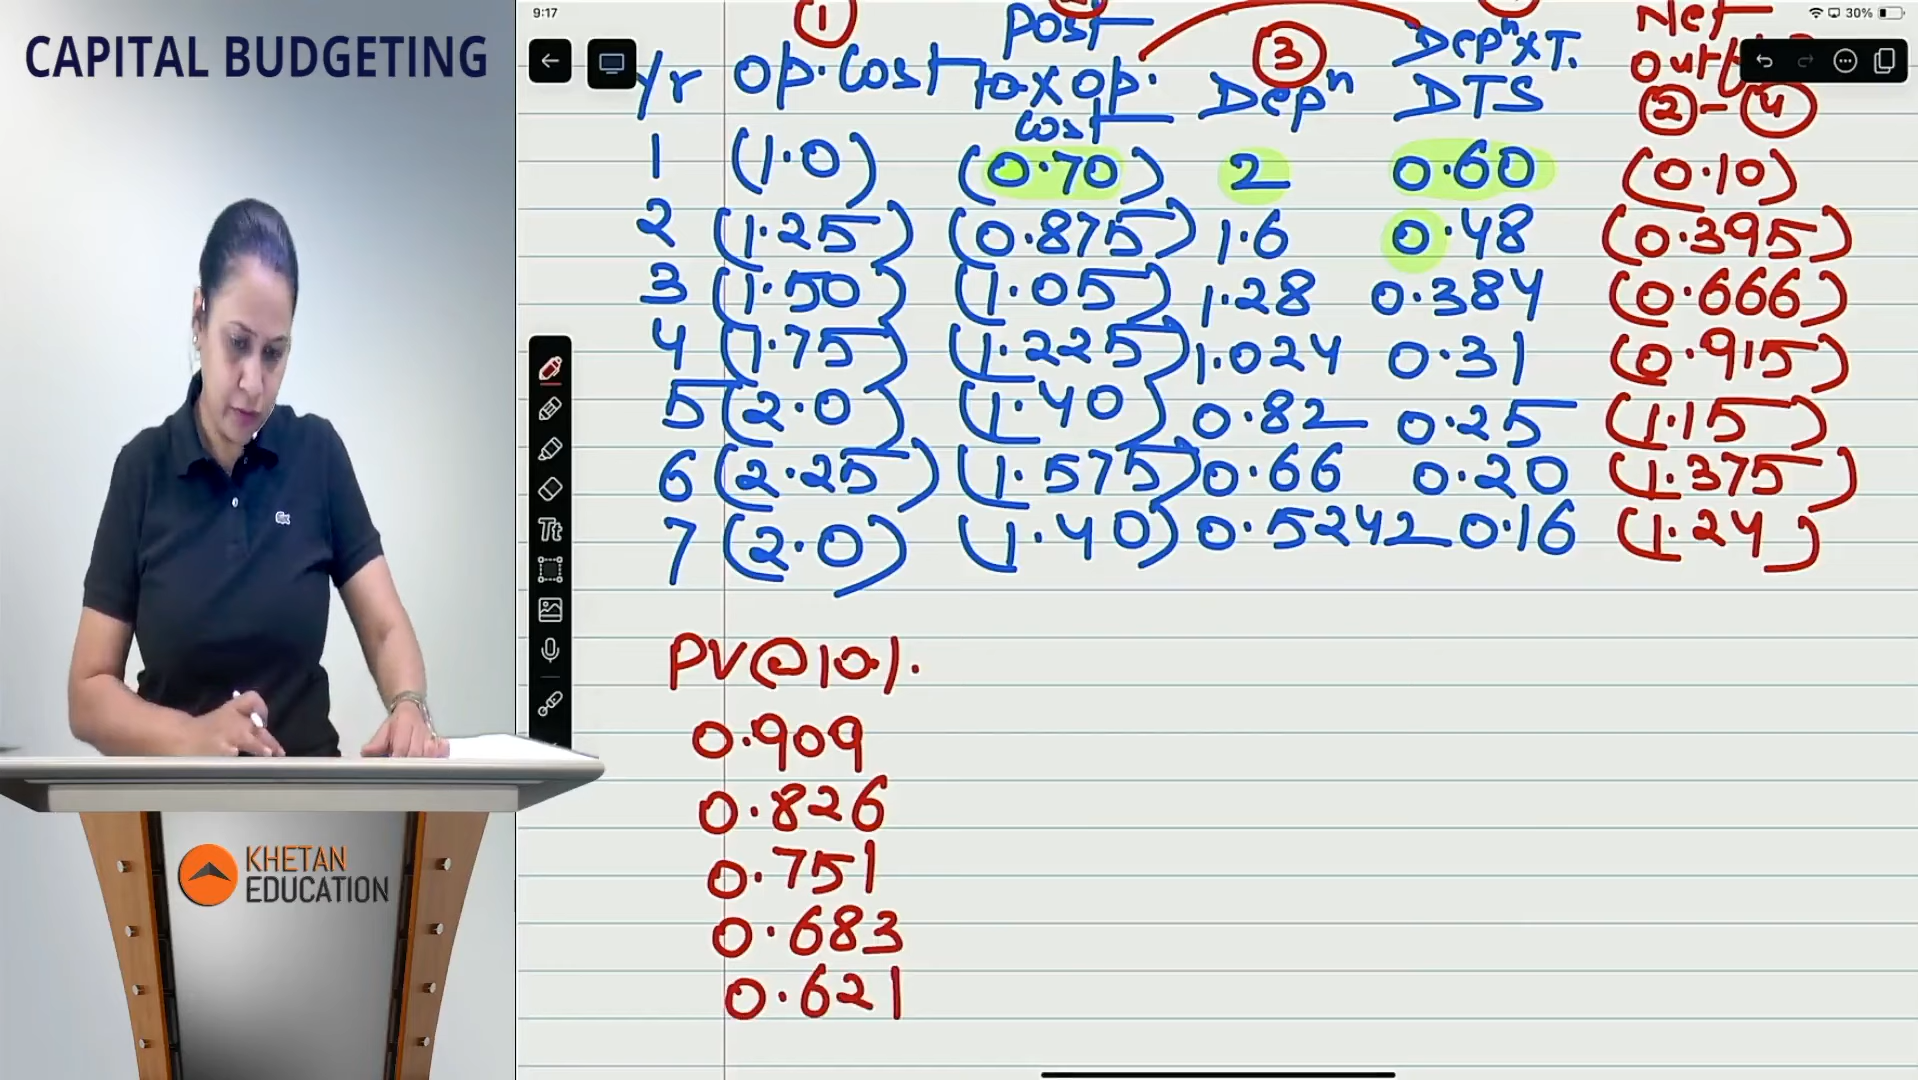 CAPITAL BUDGETING
9:17
30%
① Post Depⁿ×T. Net
Yr Op.Cost Tax Op. Cost ③ Depⁿ DTS ②-④
1 (1.0) (0.70) 2 0.60 (0.10)
2 (1.25) (0.875) 1.6 0.48 (0.395)
3 (1.50) (1.05) 1.28 0.384 (0.666)
4 (1.75) (1.225) 1.024 0.31 (0.915)
5 (2.0) (1.40) 0.82 0.25 (1.15)
6 (2.25) (1.575) 0.66 0.20 (1.375)
7 (2.0) (1.40) 0.5242 0.16 (1.24)
PV@10%.
0.909
0.826
0.751
0.683
0.621
Tt
KHETAN
EDUCATION